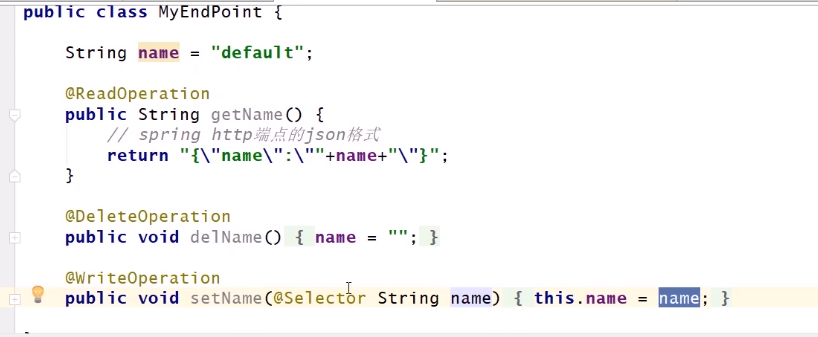 public class MyEndPoint {
String name = "default";
@ReadOperation
public String getName() {
// spring http端点的json格式
return "{\"name\":\""+name+"\"}";
}
@DeleteOperation
public void delName() { name = ""; }
@WriteOperation
public void setName(@Selector String name) { this.name = name; }